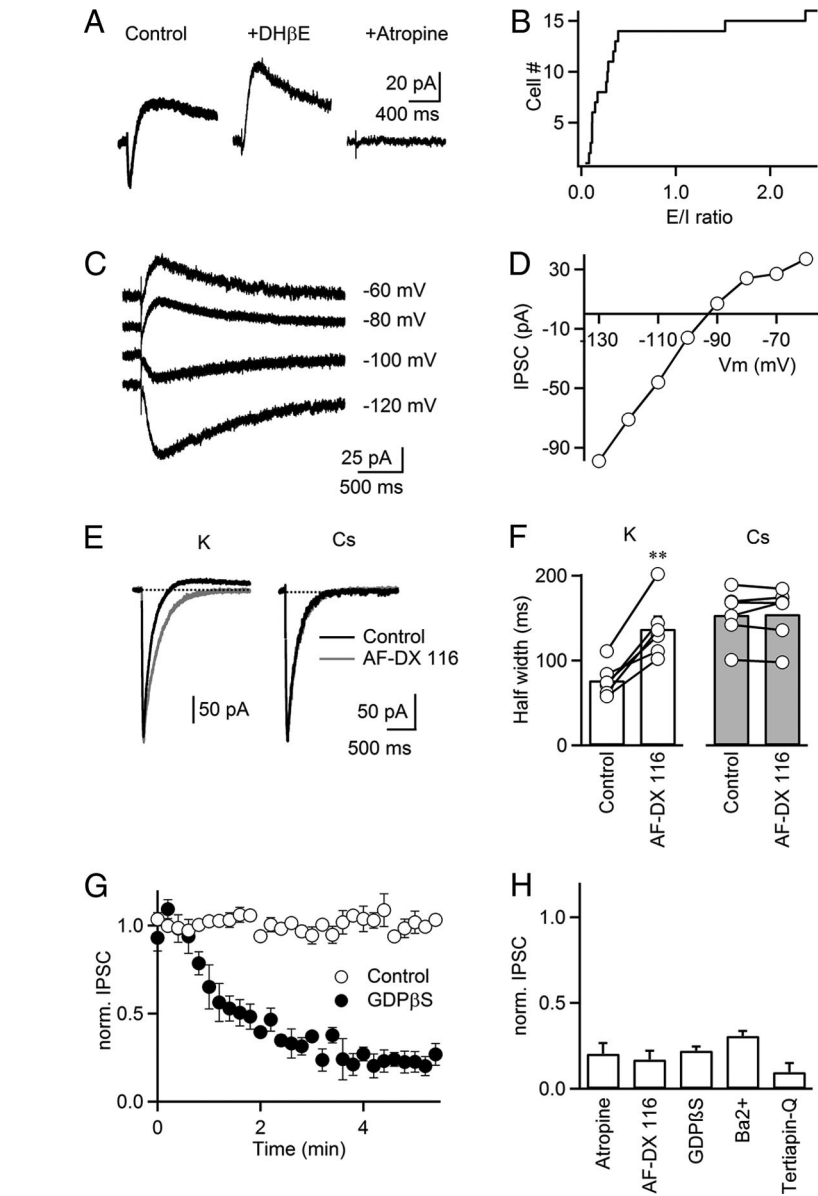 A
Control
+DHβE
+Atropine
20 pA
400 ms
B
Cell #
15
10
5
0.0
1.0
2.0
E/I ratio
C
-60 mV
-80 mV
-100 mV
-120 mV
25 pA
500 ms
D
IPSC (pA)
30
-10
-50
-90
-130
-110
-90
-70
Vm (mV)
E
K
Cs
Control
AF-DX 116
50 pA
50 pA
500 ms
F
K
Cs
**
Half width (ms)
200
100
0
Control
AF-DX 116
Control
AF-DX 116
G
norm. IPSC
1.0
0.5
0.0
Control
GDPβS
0
2
4
Time (min)
H
norm. IPSC
1.0
0.5
0.0
Atropine
AF-DX 116
GDPßS
Ba2+
Tertiapin-Q